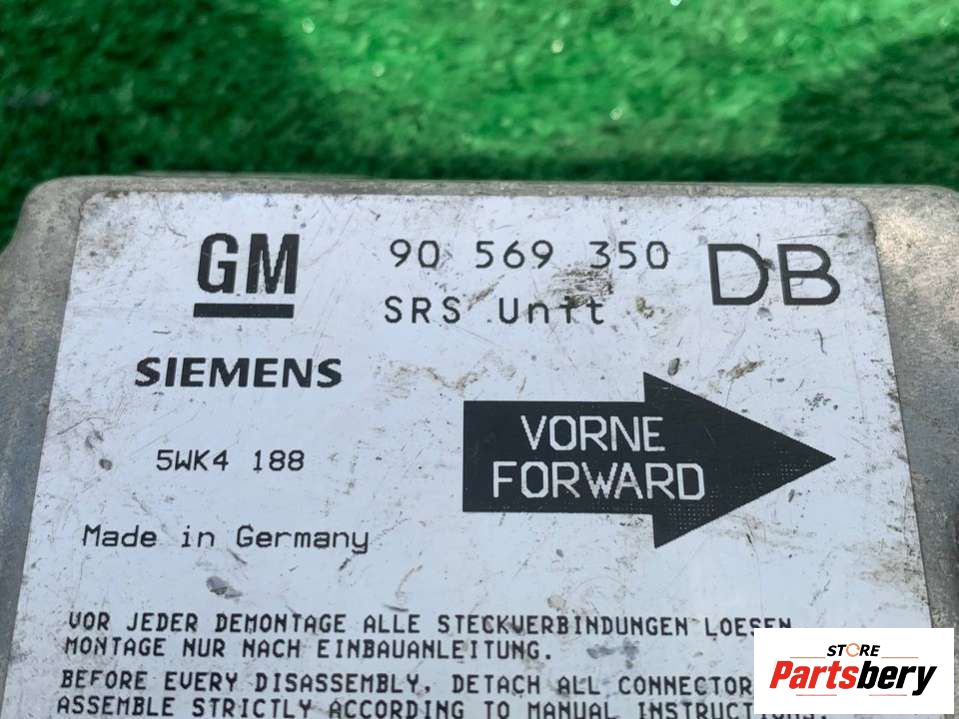 GM 90 569 350 DB
SRS Unit
SIEMENS
VORNE
FORWARD
5WK4 188
Made in Germany
VOR JEDER DEMONTAGE ALLE STECKVERBINDUNGEN LOESEN
MONTAGE NUR NACH EINBAUANLEITUNG.
BEFORE EVERY DISASSEMBLY, DETACH ALL CONNECTOR
ASSEMBLE STRICTLY ACCORDING TO MANUAL INSTRUCTIONS.
STORE
Partsbery